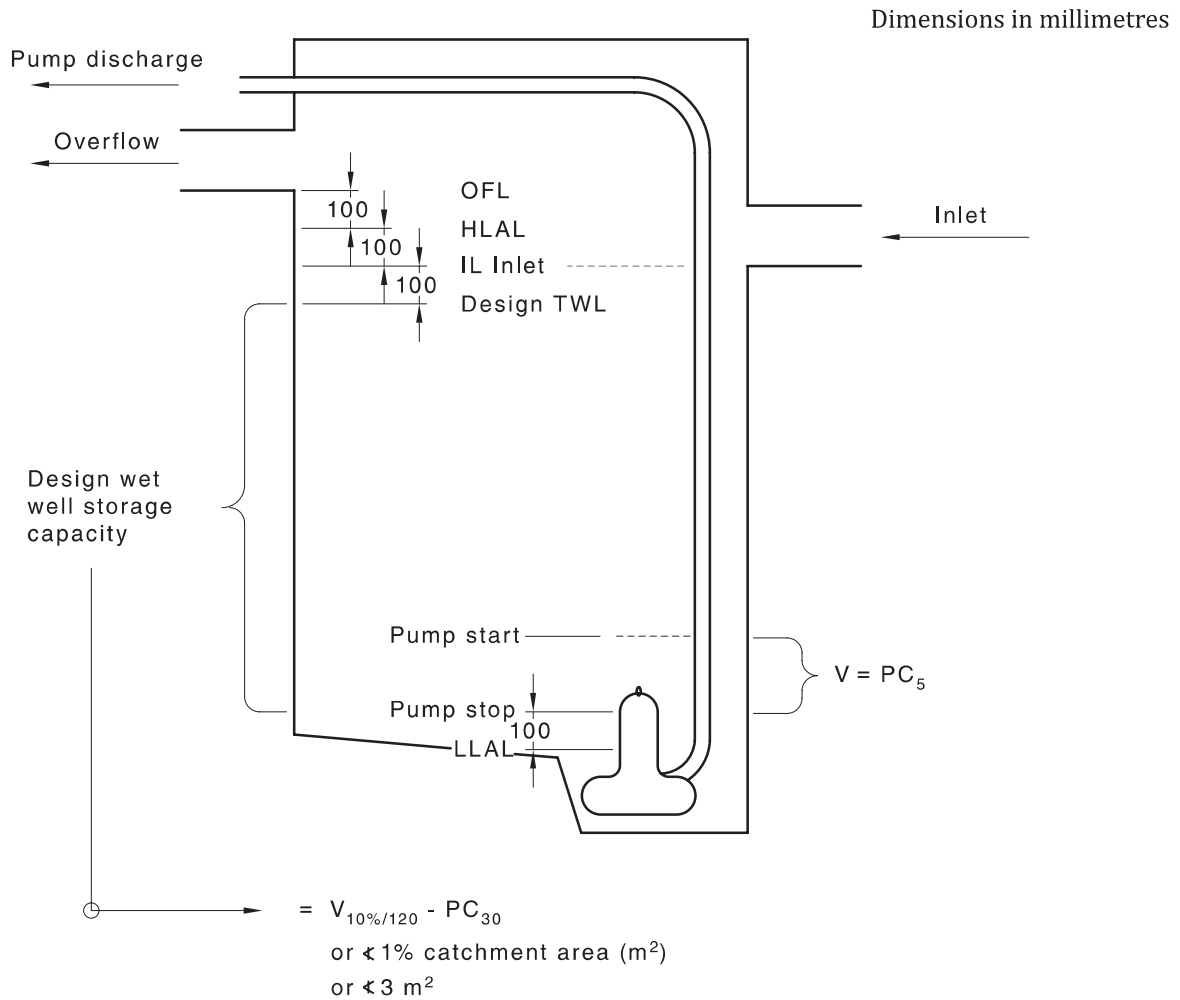 Dimensions in millimetres
Pump discharge
Overflow
OFL
100
HLAL
Inlet
100
IL Inlet
100
Design TWL
Design wet
well storage
capacity
Pump start
V = PC₅
Pump stop
100
LLAL
= V₁₀%/₁₂₀ - PC₃₀
or ≮ 1% catchment area (m²)
or ≮ 3 m²